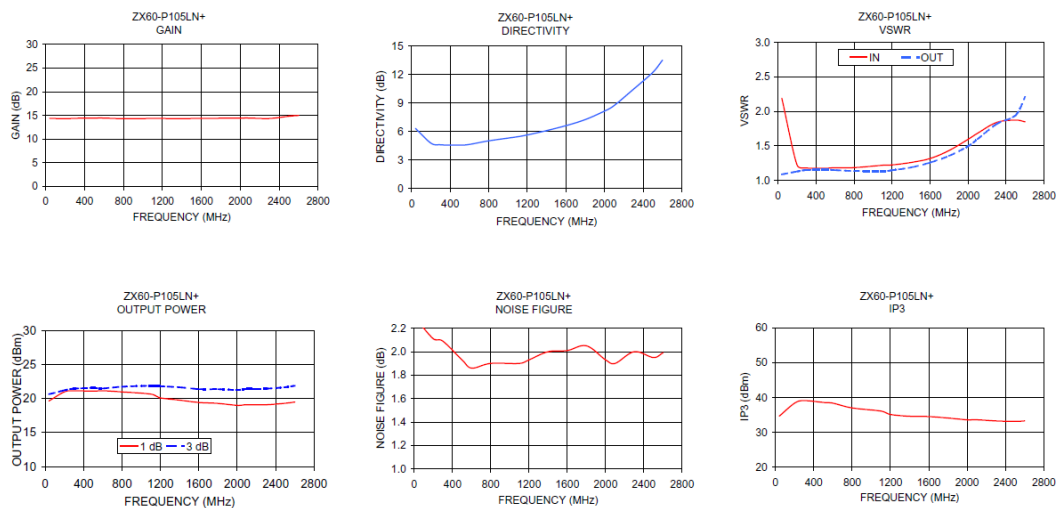 ZX60-P105LN+
GAIN
GAIN (dB)
30
25
20
15
10
5
0
0 400 800 1200 1600 2000 2400 2800
FREQUENCY (MHz)
ZX60-P105LN+
DIRECTIVITY
DIRECTIVITY (dB)
15
12
9
6
3
0
0 400 800 1200 1600 2000 2400 2800
FREQUENCY (MHz)
ZX60-P105LN+
VSWR
VSWR
IN OUT
3.0
2.5
2.0
1.5
1.0
0 400 800 1200 1600 2000 2400 2800
FREQUENCY (MHz)
ZX60-P105LN+
OUTPUT POWER
OUTPUT POWER (dBm)
30
25
20
15
10
1 dB 3 dB
0 400 800 1200 1600 2000 2400 2800
FREQUENCY (MHz)
ZX60-P105LN+
NOISE FIGURE
NOISE FIGURE (dB)
2.2
2.0
1.8
1.6
1.4
1.2
1.0
0 400 800 1200 1600 2000 2400 2800
FREQUENCY (MHz)
ZX60-P105LN+
IP3
IP3 (dBm)
60
50
40
30
20
0 400 800 1200 1600 2000 2400 2800
FREQUENCY (MHz)